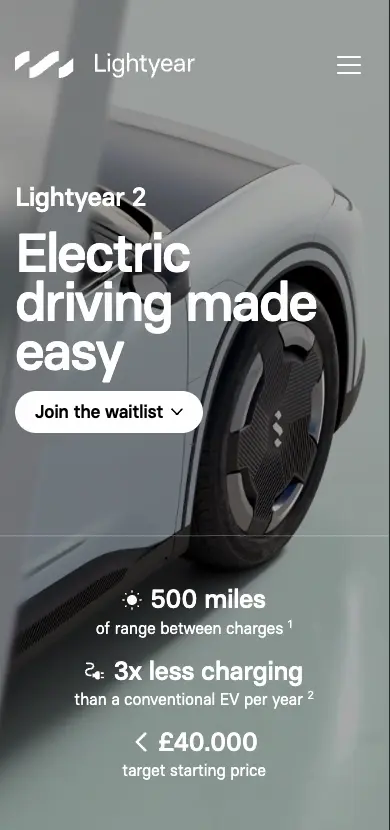 Lightyear
Lightyear 2
Electric
driving made
easy
Join the waitlist
500 miles
of range between charges ¹
3x less charging
than a conventional EV per year ²
< £40.000
target starting price